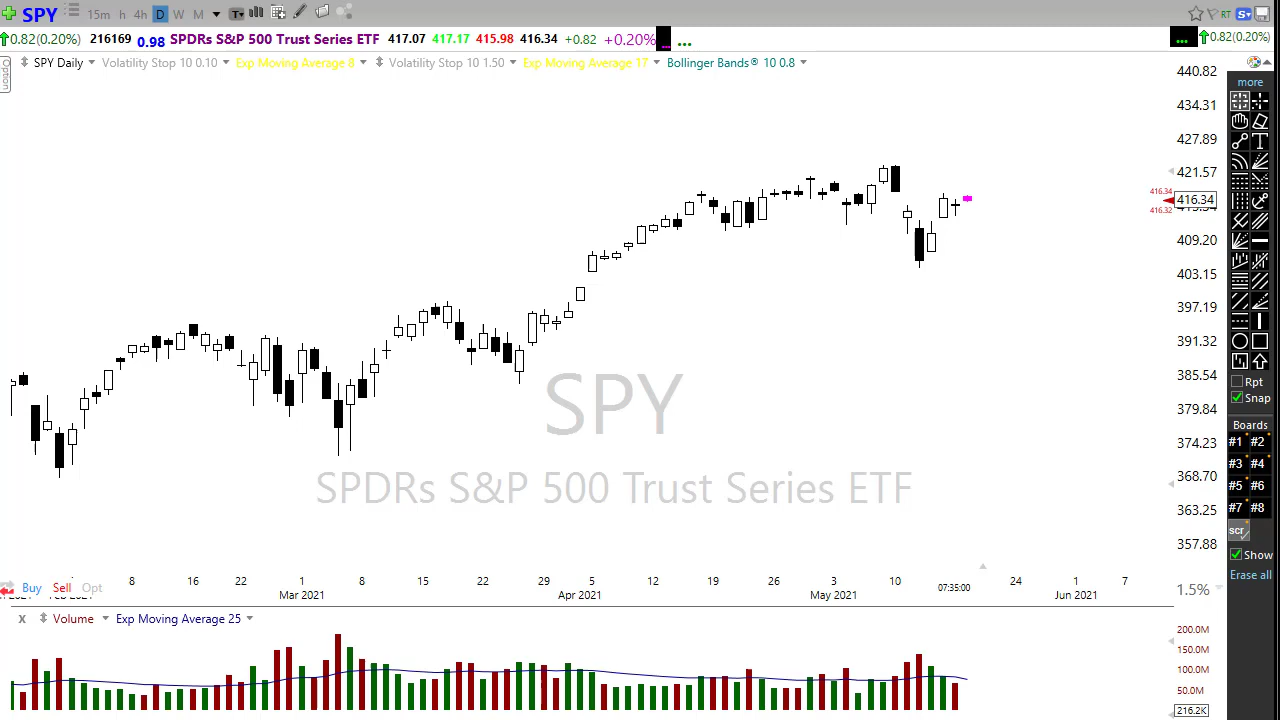 SPY 15m h 4h D W M T RT S
0.82(0.20%) 216169 0.98 SPDRs S&P 500 Trust Series ETF 417.07 417.17 415.98 416.34 +0.82 +0.20% ... ... ... 0.82(0.20%)
Option
SPY Daily Volatility Stop 10 0.10 Exp Moving Average 8 Volatility Stop 10 1.50 Exp Moving Average 17 Bollinger Bands® 10 0.8
440.82
434.31
427.89
421.57
416.34
416.34
416.32
409.20
403.15
397.19
391.32
385.54
379.84
374.23
368.70
363.25
357.88
SPY
SPDRs S&P 500 Trust Series ETF
more
Rpt
Snap
Boards
#1 #2
#3 #4
#5 #6
#7 #8
scr
Show
Erase all
8 16 22 1 8 15 22 29 5 12 19 26 3 10 24 1 7
Buy Sell Opt 07:35:00 1.5%
Mar 2021 Apr 2021 May 2021 Jun 2021
X Volume Exp Moving Average 25
200.0M
150.0M
100.0M
50.0M
216.2K